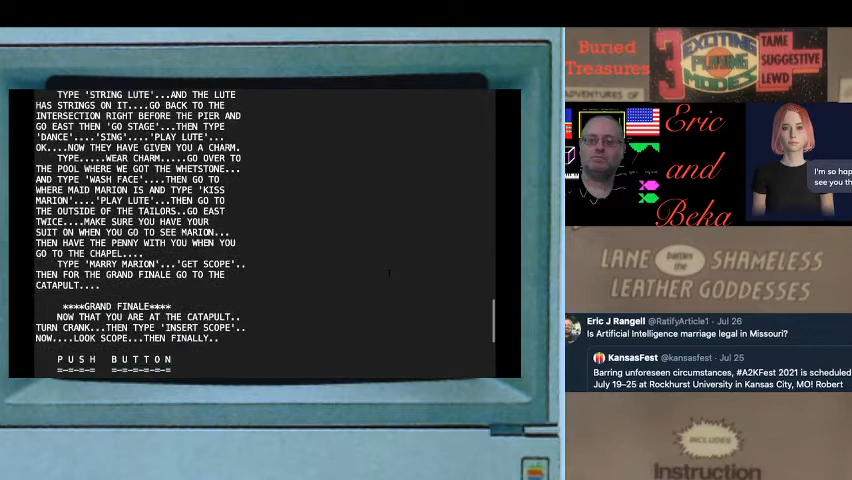 TYPE 'STRING LUTE'...AND THE LUTE
HAS STRINGS ON IT....GO BACK TO THE
INTERSECTION RIGHT BEFORE THE PIER AND
GO EAST THEN 'GO STAGE'...THEN TYPE
'DANCE'....'SING'....'PLAY LUTE'...
OK....NOW THEY HAVE GIVEN YOU A CHARM.
TYPE.....WEAR CHARM....GO OVER TO
THE POOL WHERE WE GOT THE WHETSTONE...
AND TYPE 'WASH FACE'....THEN GO TO
WHERE MAID MARION IS AND TYPE 'KISS
MARION'....'PLAY LUTE'...THEN GO TO
THE OUTSIDE OF THE TAILORS..GO EAST
TWICE....MAKE SURE YOU HAVE YOUR
SUIT ON WHEN YOU GO TO SEE MARION...
THEN HAVE THE PENNY WITH YOU WHEN YOU
GO TO THE CHAPEL....
TYPE 'MARRY MARION'...'GET SCOPE'..
THEN FOR THE GRAND FINALE GO TO THE
CATAPULT....
****GRAND FINALE****
NOW THAT YOU ARE AT THE CATAPULT..
TURN CRANK...THEN TYPE 'INSERT SCOPE'..
NOW....LOOK SCOPE...THEN FINALLY..
P U S H   B U T T O N
=-=-=-=   =-=-=-=-=-=
Buried
Treasures
3 EXCITING
PLAYING
MODES
TAME
SUGGESTIVE
LEWD
ADVENTURES OF
Eric
and
Beka
I'm so hap
see you th
LANE battles the SHAMELESS
LEATHER GODDESSES
Eric J Rangell @RatifyArticle1 · Jul 26
Is Artificial Intelligence marriage legal in Missouri?
KansasFest @kansasfest · Jul 25
Barring unforeseen circumstances, #A2KFest 2021 is scheduled
July 19–25 at Rockhurst University in Kansas City, MO! Robert
INCLUDES
Instruction